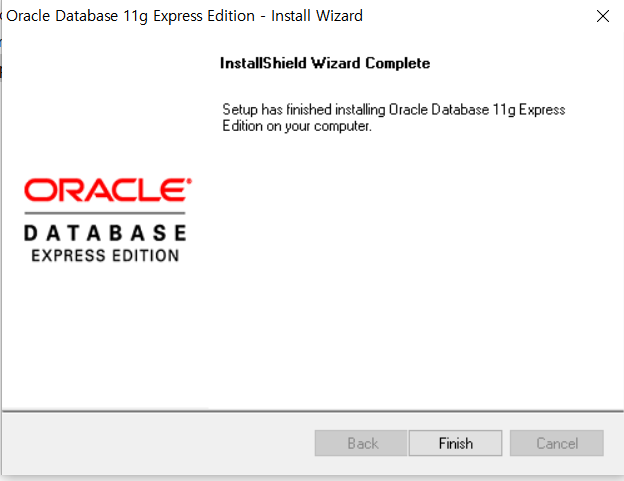 Oracle Database 11g Express Edition - Install Wizard
InstallShield Wizard Complete
Setup has finished installing Oracle Database 11g Express
Edition on your computer.
ORACLE
DATABASE
EXPRESS EDITION
Back
Finish
Cancel